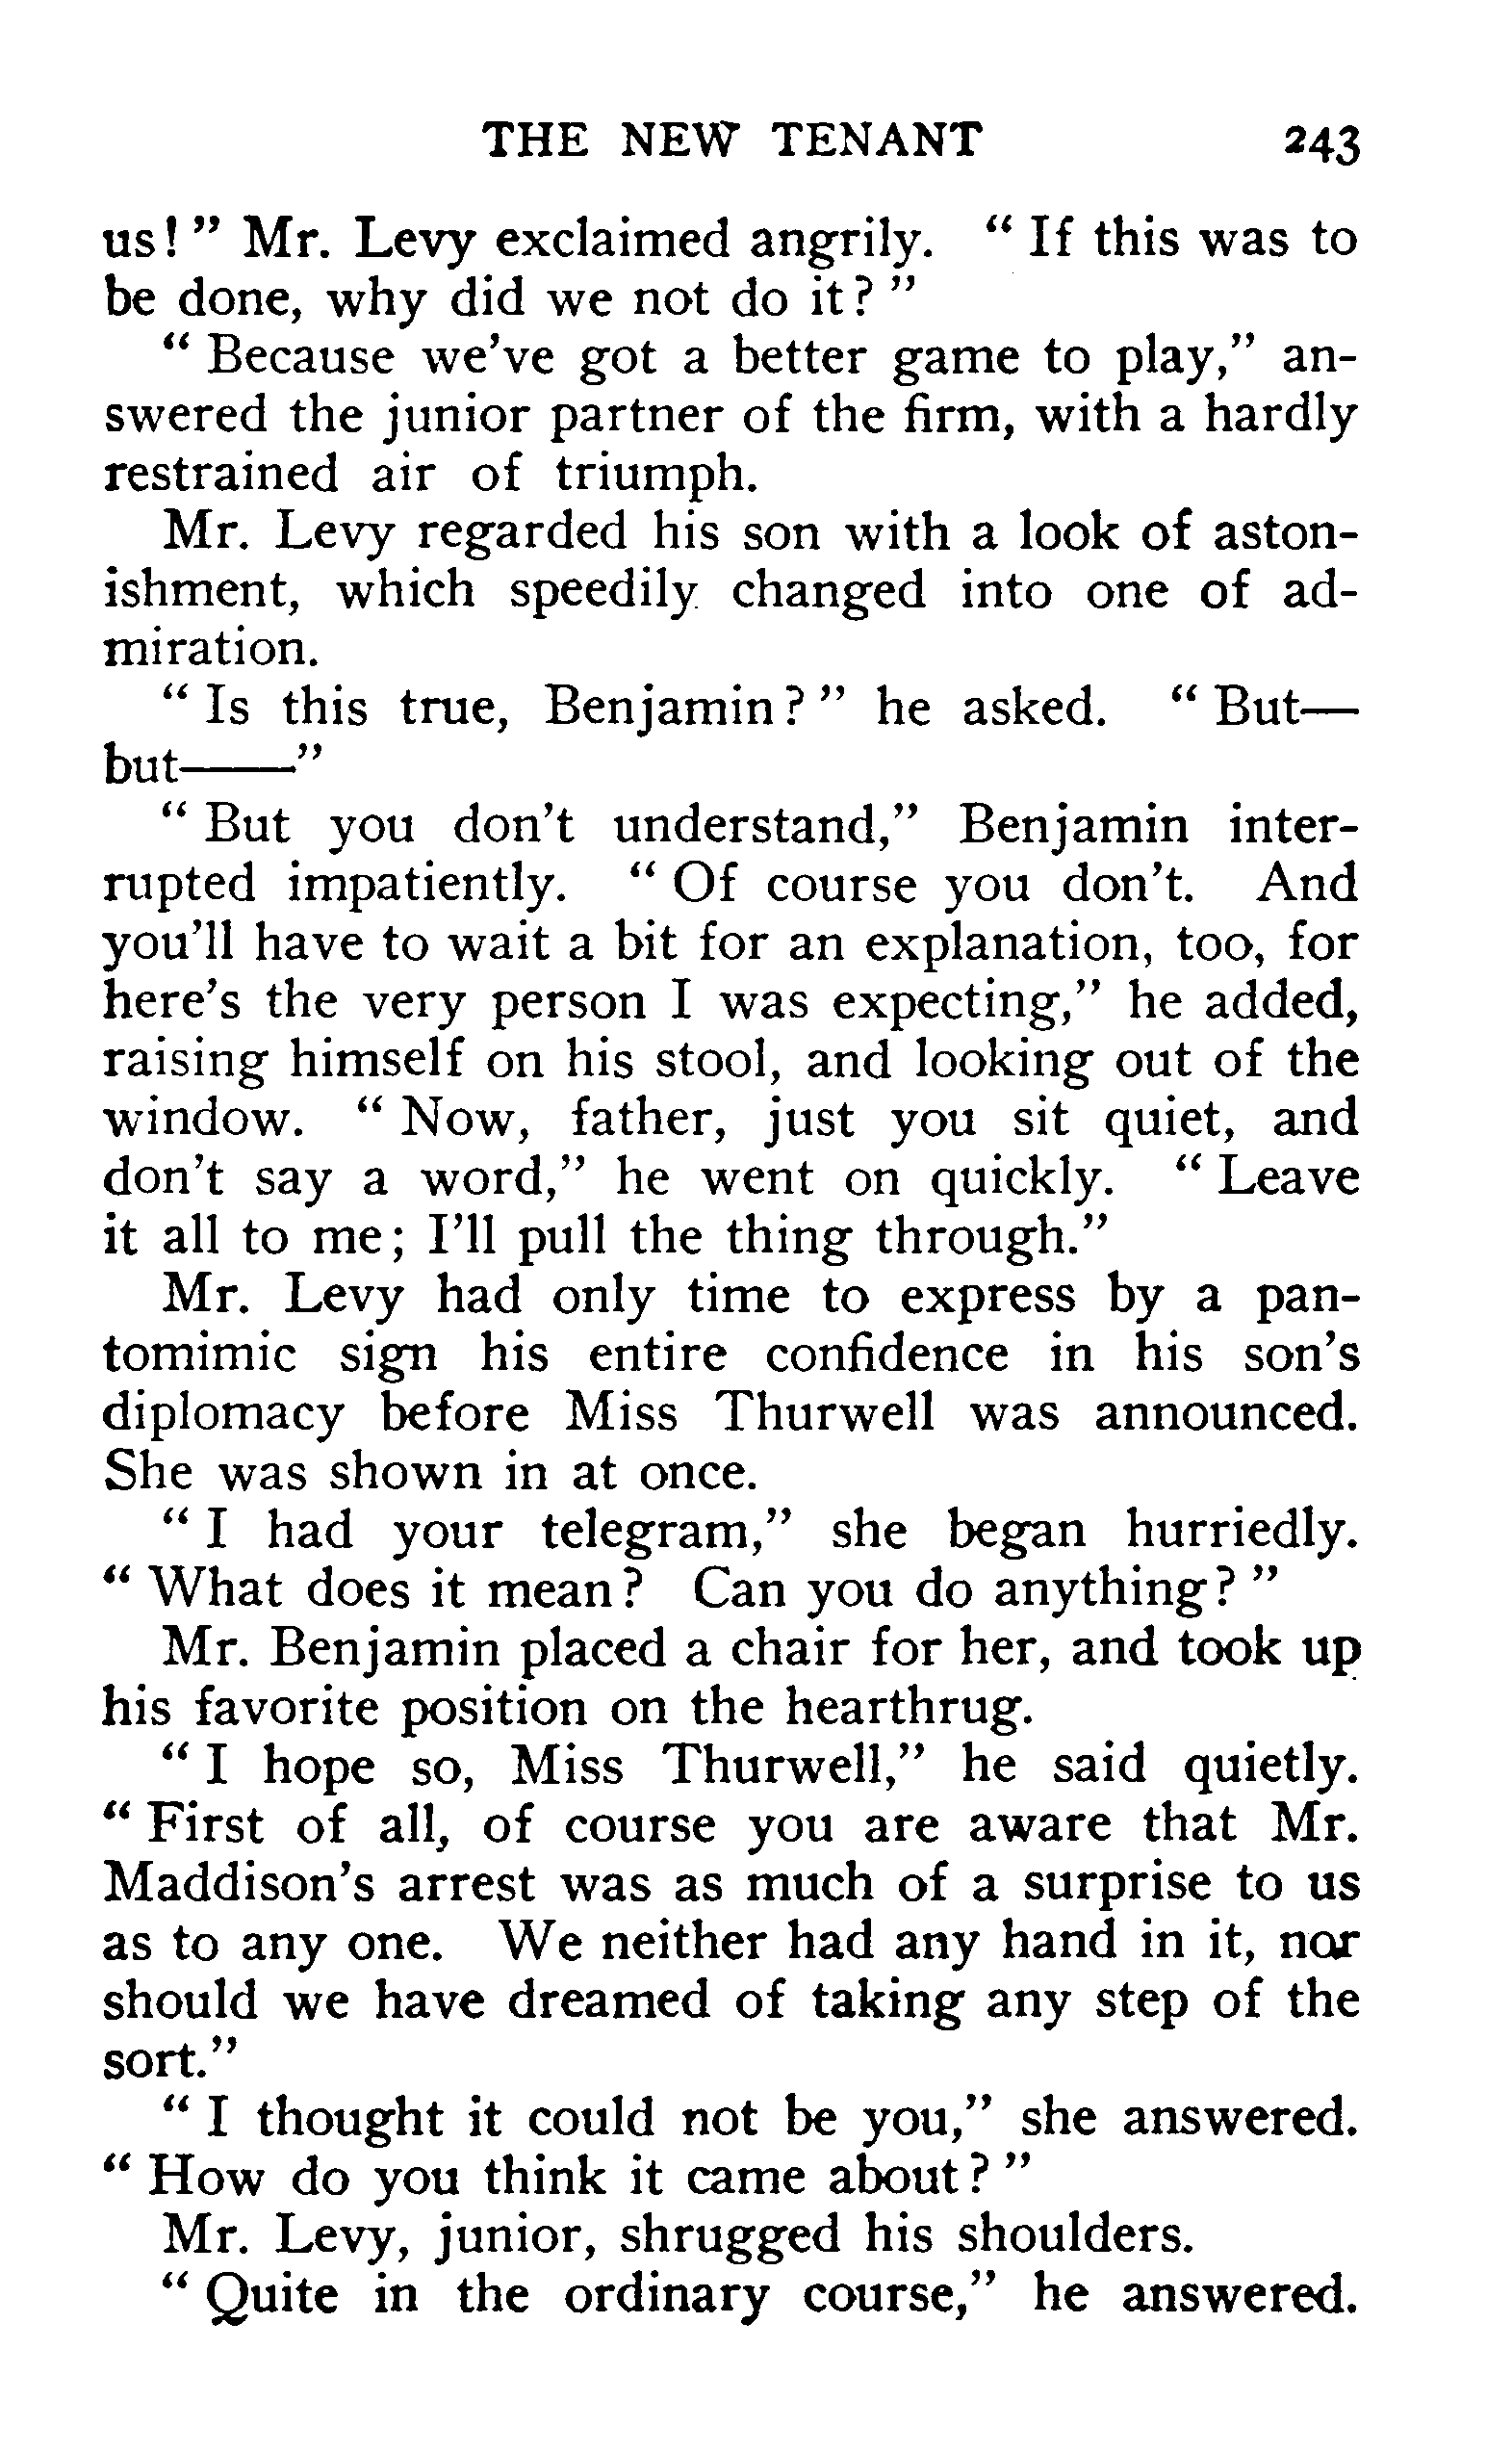 THE NEW TENANT 243
us!" Mr. Levy exclaimed angrily. "If this was to
be done, why did we not do it?"
"Because we've got a better game to play," an-
swered the junior partner of the firm, with a hardly
restrained air of triumph.
Mr. Levy regarded his son with a look of aston-
ishment, which speedily changed into one of ad-
miration.
"Is this true, Benjamin?" he asked. "But—
but——"
"But you don't understand," Benjamin inter-
rupted impatiently. "Of course you don't. And
you'll have to wait a bit for an explanation, too, for
here's the very person I was expecting," he added,
raising himself on his stool, and looking out of the
window. "Now, father, just you sit quiet, and
don't say a word," he went on quickly. "Leave
it all to me; I'll pull the thing through."
Mr. Levy had only time to express by a pan-
tomimic sign his entire confidence in his son's
diplomacy before Miss Thurwell was announced.
She was shown in at once.
"I had your telegram," she began hurriedly.
"What does it mean? Can you do anything?"
Mr. Benjamin placed a chair for her, and took up
his favorite position on the hearthrug.
"I hope so, Miss Thurwell," he said quietly.
"First of all, of course you are aware that Mr.
Maddison's arrest was as much of a surprise to us
as to any one. We neither had any hand in it, nor
should we have dreamed of taking any step of the
sort."
"I thought it could not be you," she answered.
"How do you think it came about?"
Mr. Levy, junior, shrugged his shoulders.
"Quite in the ordinary course," he answered.